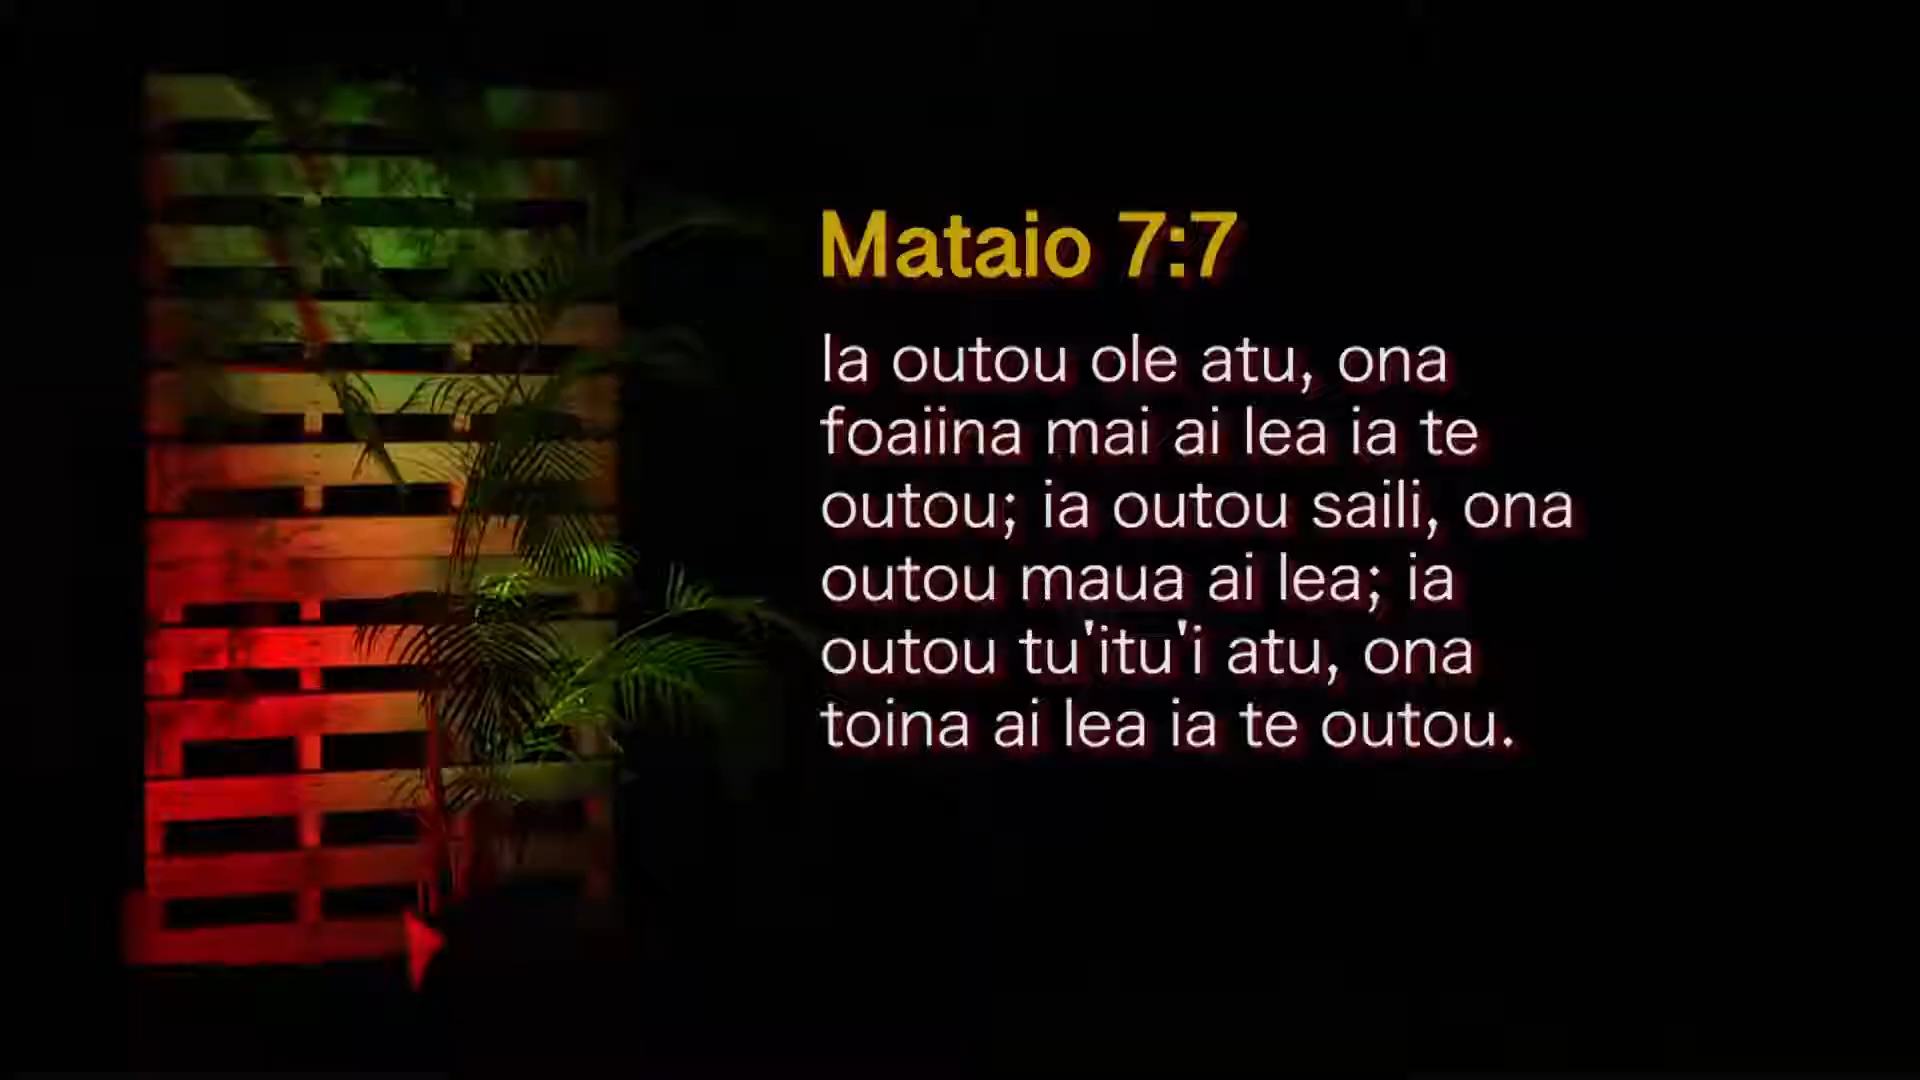 Mataio 7:7
Ia outou ole atu, ona
foaiina mai ai lea ia te
outou; ia outou saili, ona
outou maua ai lea; ia
outou tu'itu'i atu, ona
toina ai lea ia te outou.